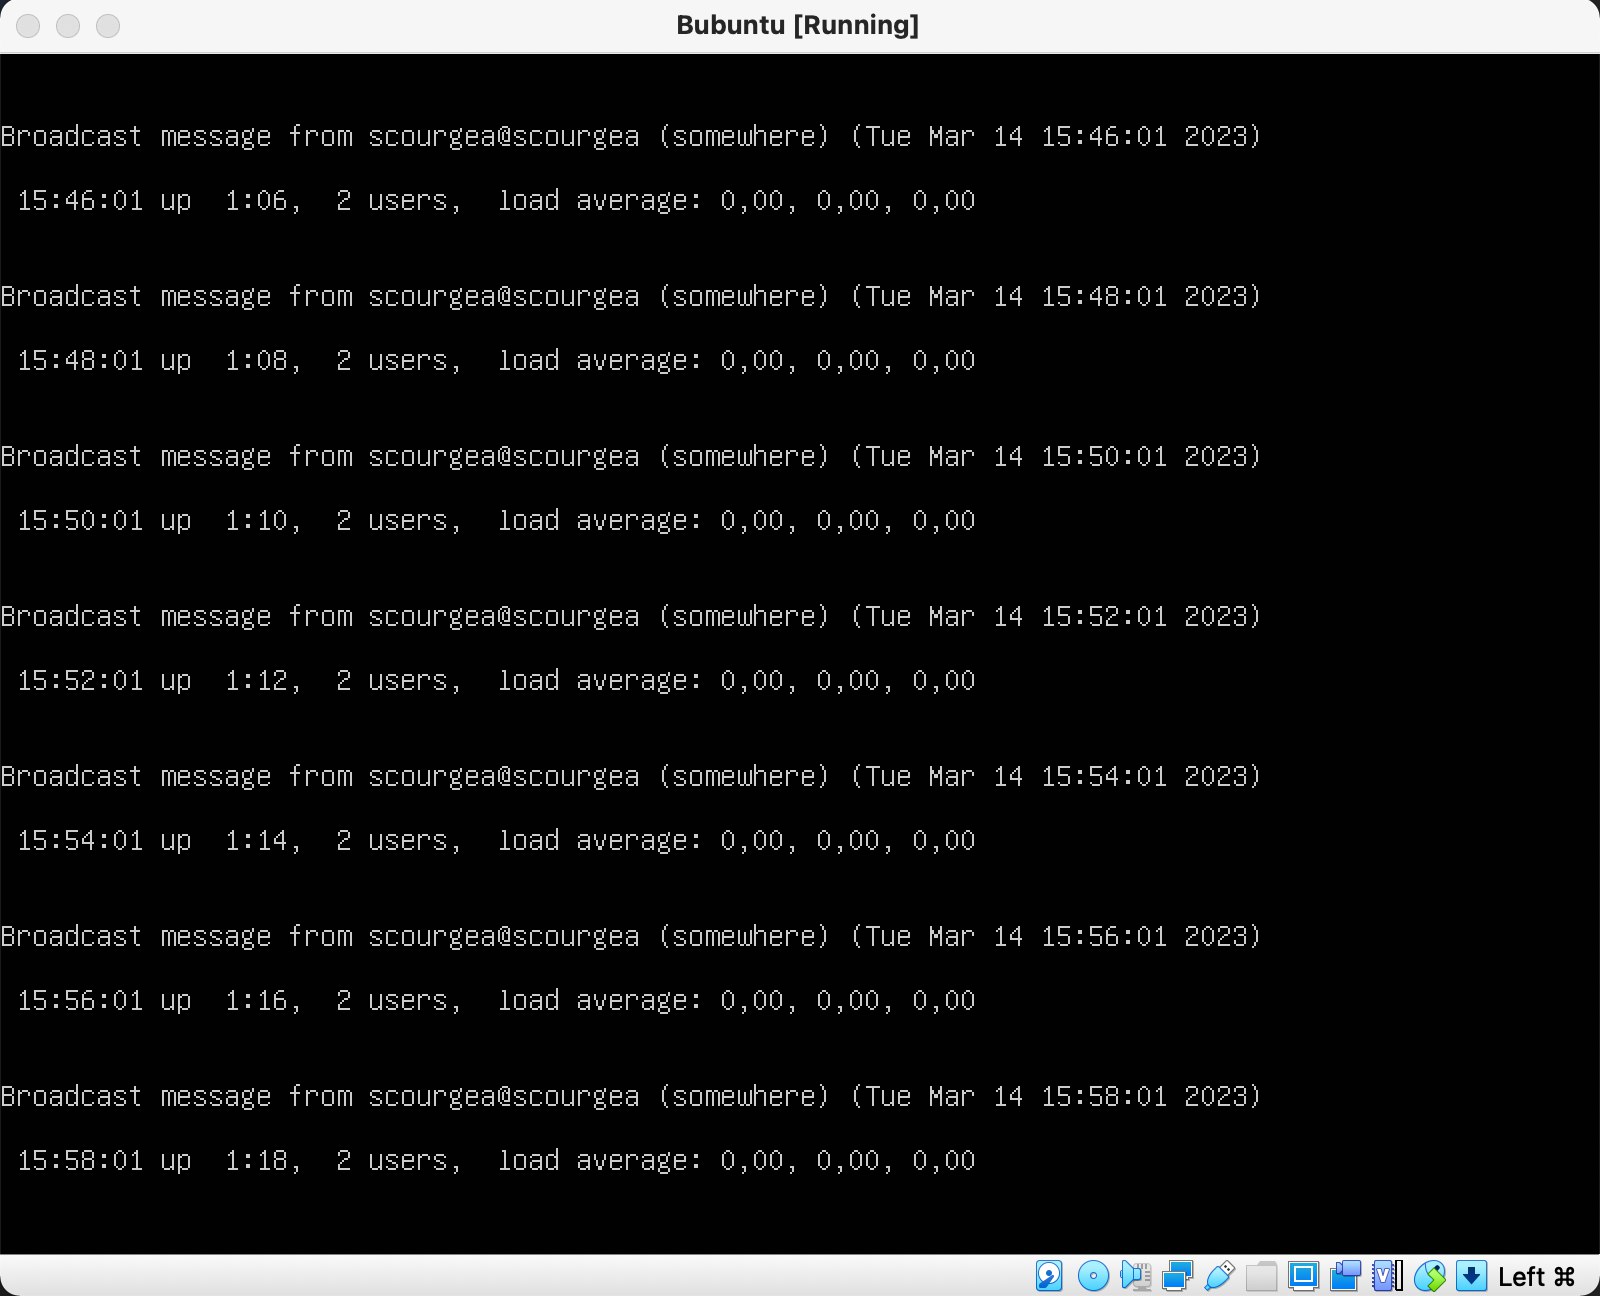 Bubuntu [Running]
Broadcast message from scourgea@scourgea (somewhere) (Tue Mar 14 15:46:01 2023)
 15:46:01 up  1:06,  2 users,  load average: 0,00, 0,00, 0,00
Broadcast message from scourgea@scourgea (somewhere) (Tue Mar 14 15:48:01 2023)
 15:48:01 up  1:08,  2 users,  load average: 0,00, 0,00, 0,00
Broadcast message from scourgea@scourgea (somewhere) (Tue Mar 14 15:50:01 2023)
 15:50:01 up  1:10,  2 users,  load average: 0,00, 0,00, 0,00
Broadcast message from scourgea@scourgea (somewhere) (Tue Mar 14 15:52:01 2023)
 15:52:01 up  1:12,  2 users,  load average: 0,00, 0,00, 0,00
Broadcast message from scourgea@scourgea (somewhere) (Tue Mar 14 15:54:01 2023)
 15:54:01 up  1:14,  2 users,  load average: 0,00, 0,00, 0,00
Broadcast message from scourgea@scourgea (somewhere) (Tue Mar 14 15:56:01 2023)
 15:56:01 up  1:16,  2 users,  load average: 0,00, 0,00, 0,00
Broadcast message from scourgea@scourgea (somewhere) (Tue Mar 14 15:58:01 2023)
 15:58:01 up  1:18,  2 users,  load average: 0,00, 0,00, 0,00
V Left ⌘